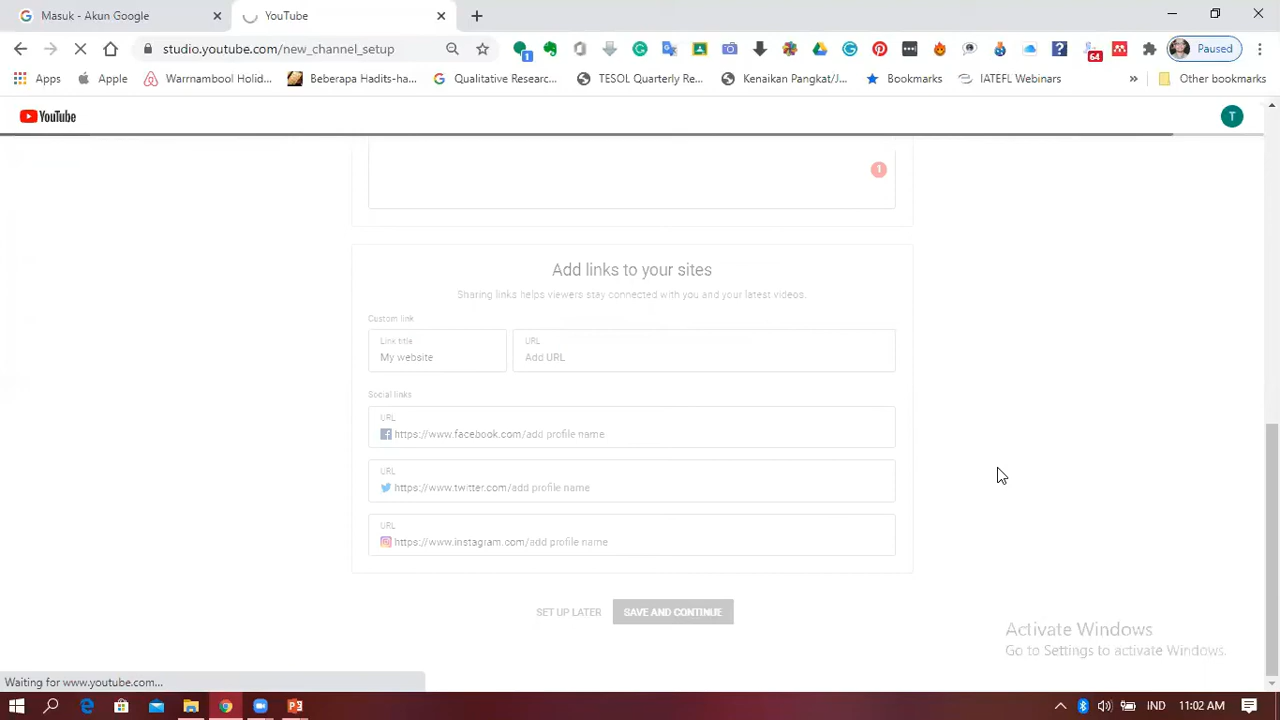 Masuk - Akun Google
YouTube
studio.youtube.com/new_channel_setup
1
64
Paused
Apps
Apple
Warrnambool Holid...
Beberapa Hadits-ha...
Qualitative Researc...
TESOL Quarterly Re...
Kenaikan Pangkat/J...
Bookmarks
IATEFL Webinars
Other bookmarks
YouTube
T
1
Add links to your sites
Sharing links helps viewers stay connected with you and your latest videos.
Custom link
Link title
My website
URL
Add URL
Social links
URL
https://www.facebook.com/add profile name
URL
https://www.twitter.com/add profile name
URL
https://www.instagram.com/add profile name
SET UP LATER
SAVE AND CONTINUE
Activate Windows
Go to Settings to activate Windows.
Waiting for www.youtube.com...
IND
11:02 AM